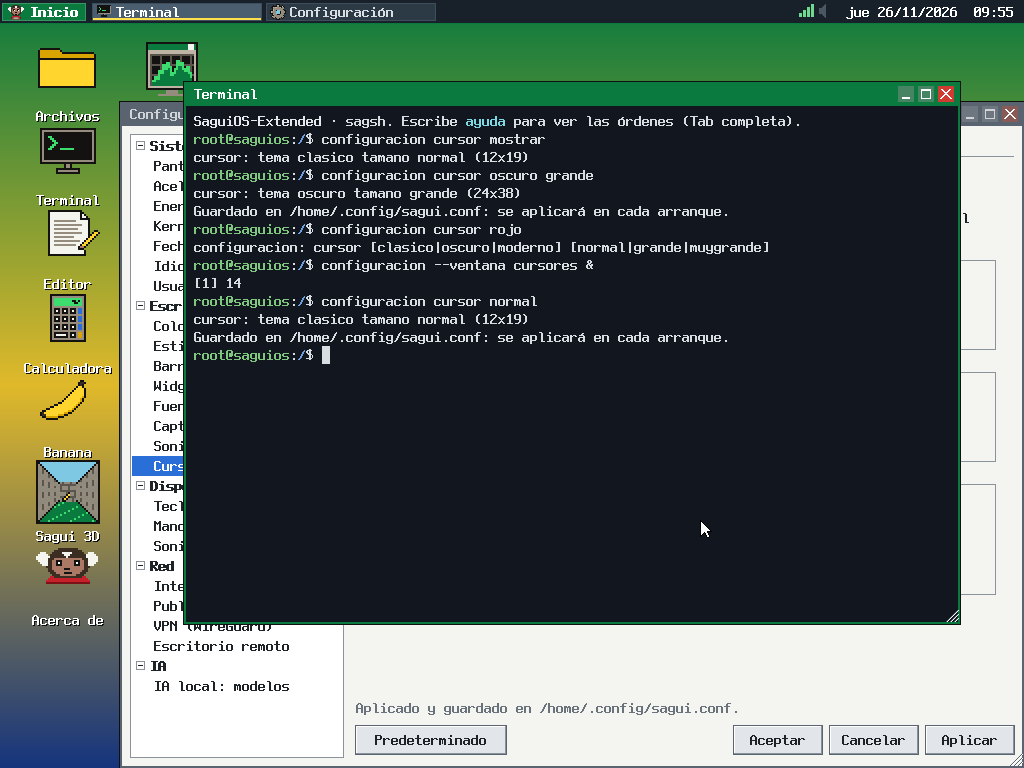 Inicio
Terminal
Configuración
jue 26/11/2026 09:55
Archivos
Terminal
Editor
Calculadora
Banana
Sagui 3D
Acerca de
Terminal
SaguiOS-Extended · sagsh. Escribe ayuda para ver las órdenes (Tab completa).
root@saguios:/$ configuracion cursor mostrar
cursor: tema clasico tamano normal (12x19)
root@saguios:/$ configuracion cursor oscuro grande
cursor: tema oscuro tamano grande (24x38)
Guardado en /home/.config/sagui.conf: se aplicará en cada arranque.
root@saguios:/$ configuracion cursor rojo
configuracion: cursor [clasico|oscuro|moderno] [normal|grande|muygrande]
root@saguios:/$ configuracion --ventana cursores &
[1] 14
root@saguios:/$ configuracion cursor normal
cursor: tema clasico tamano normal (12x19)
Guardado en /home/.config/sagui.conf: se aplicará en cada arranque.
root@saguios:/$
Red
VPN (WireGuard)
Escritorio remoto
IA
IA local: modelos
Aplicado y guardado en /home/.config/sagui.conf.
Predeterminado
Aceptar
Cancelar
Aplicar